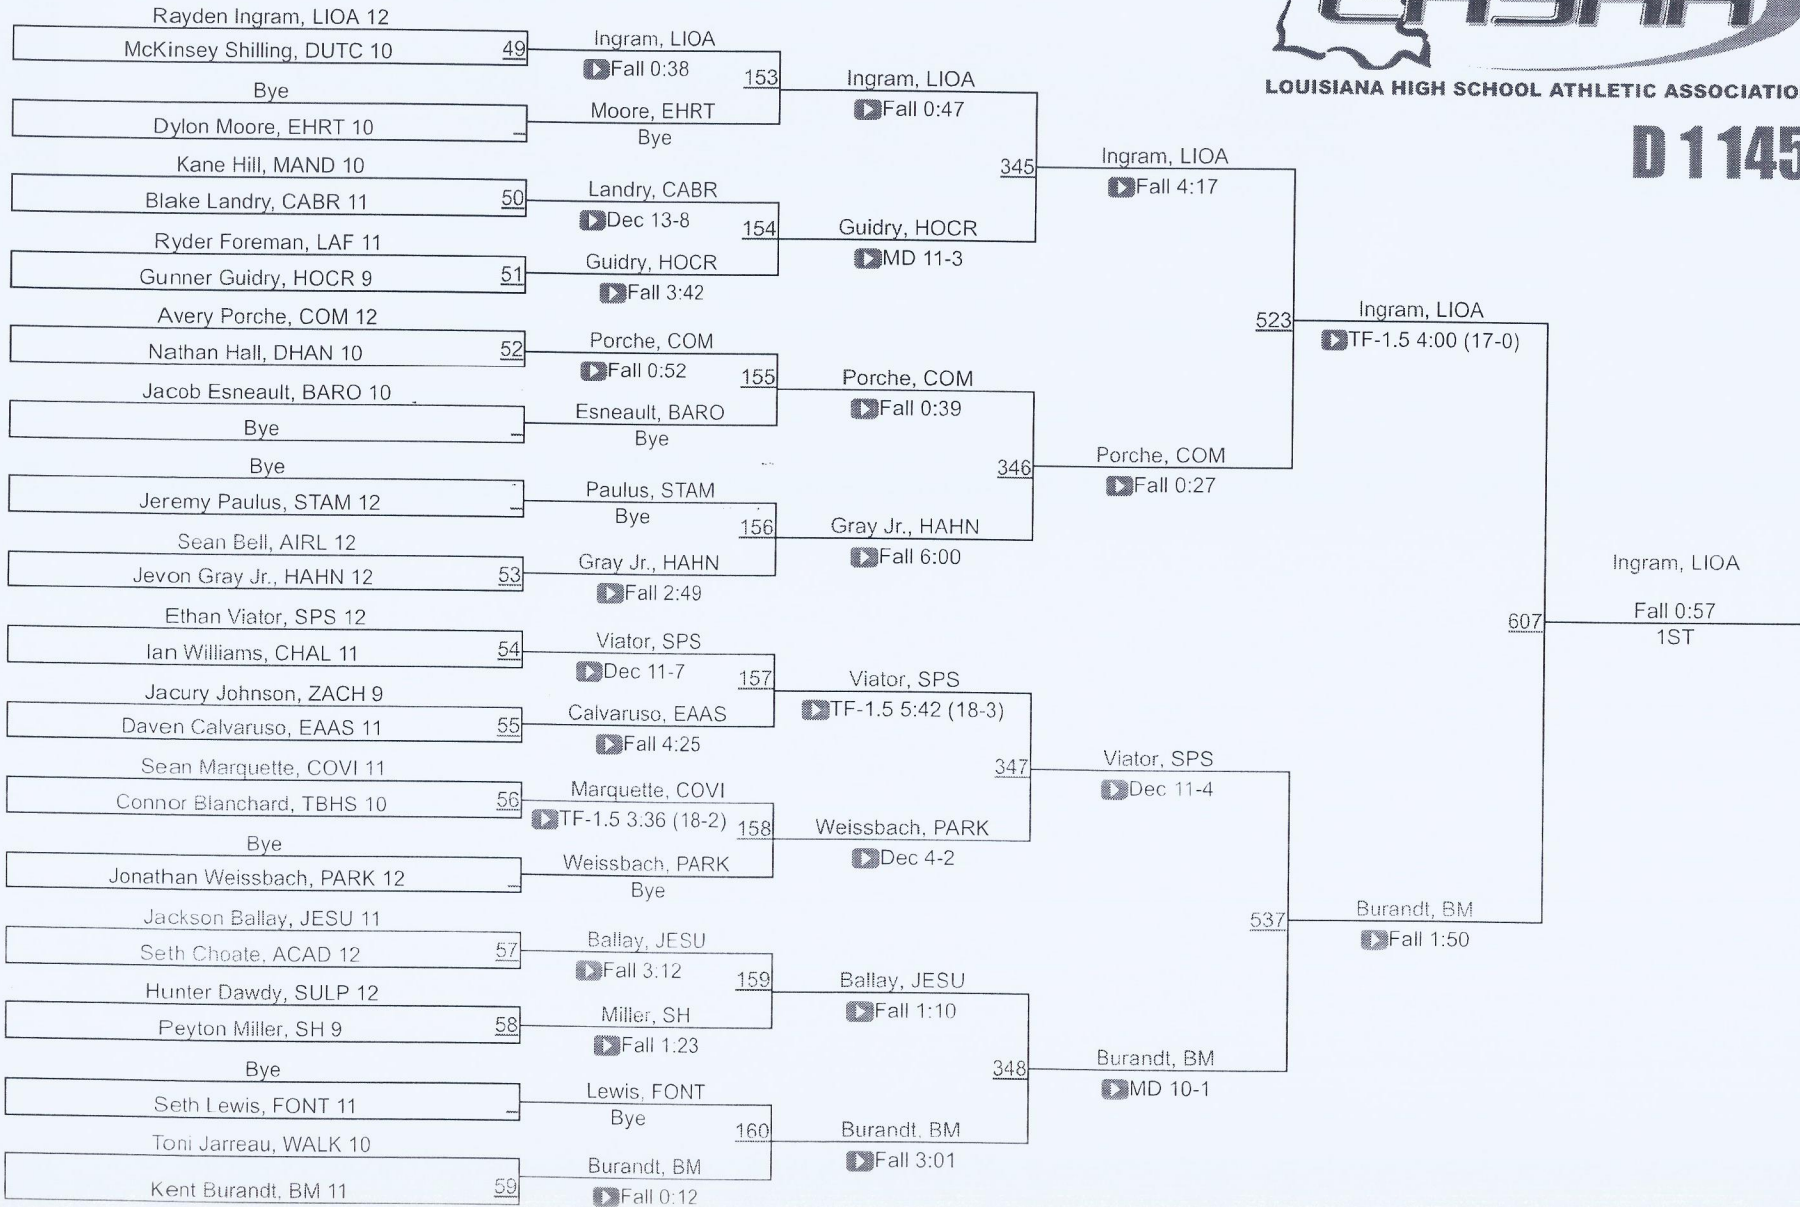 LHSAA
LOUISIANA HIGH SCHOOL ATHLETIC ASSOCIATIO
D 1 145
Rayden Ingram, LIOA 12
McKinsey Shilling, DUTC 10
49
Bye
Dylon Moore, EHRT 10
Kane Hill, MAND 10
Blake Landry, CABR 11
50
Ryder Foreman, LAF 11
Gunner Guidry, HOCR 9
51
Avery Porche, COM 12
Nathan Hall, DHAN 10
52
Jacob Esneault, BARO 10
Bye
Bye
Jeremy Paulus, STAM 12
Sean Bell, AIRL 12
Jevon Gray Jr., HAHN 12
53
Ethan Viator, SPS 12
Ian Williams, CHAL 11
54
Jacury Johnson, ZACH 9
Daven Calvaruso, EAAS 11
55
Sean Marquette, COVI 11
Connor Blanchard, TBHS 10
56
Bye
Jonathan Weissbach, PARK 12
Jackson Ballay, JESU 11
Seth Choate, ACAD 12
57
Hunter Dawdy, SULP 12
Peyton Miller, SH 9
58
Bye
Seth Lewis, FONT 11
Toni Jarreau, WALK 10
Kent Burandt, BM 11
59
Ingram, LIOA
Fall 0:38
153
Moore, EHRT
Bye
Landry, CABR
Dec 13-8
154
Guidry, HOCR
Fall 3:42
Porche, COM
Fall 0:52
155
Esneault, BARO
Bye
Paulus, STAM
Bye
156
Gray Jr., HAHN
Fall 2:49
Viator, SPS
Dec 11-7
157
Calvaruso, EAAS
Fall 4:25
Marquette, COVI
TF-1.5 3:36 (18-2)
158
Weissbach, PARK
Bye
Ballay, JESU
Fall 3:12
159
Miller, SH
Fall 1:23
Lewis, FONT
Bye
160
Burandt, BM
Fall 0:12
Ingram, LIOA
Fall 0:47
345
Guidry, HOCR
MD 11-3
Porche, COM
Fall 0:39
346
Gray Jr., HAHN
Fall 6:00
Viator, SPS
TF-1.5 5:42 (18-3)
347
Weissbach, PARK
Dec 4-2
Ballay, JESU
Fall 1:10
348
Burandt, BM
Fall 3:01
Ingram, LIOA
Fall 4:17
523
Porche, COM
Fall 0:27
Viator, SPS
Dec 11-4
537
Burandt, BM
MD 10-1
Ingram, LIOA
TF-1.5 4:00 (17-0)
607
Burandt, BM
Fall 1:50
Ingram, LIOA
Fall 0:57
1ST